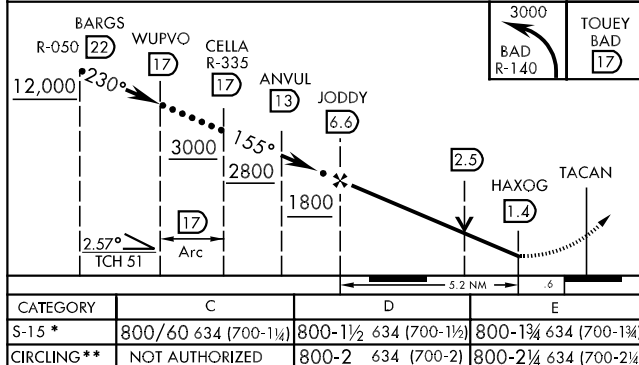 BARGS
R-050 22
WUPVO
17
CELLA
R-335
17
ANVUL
13
JODDY
6.6
3000
BAD
R-140
TOUEY
BAD
17
12,000
230°
3000
155°
2800
1800
2.5
HAXOG
1.4
TACAN
2.57°
TCH 51
17
Arc
5.2 NM
.6
CATEGORY C D E
S-15 * 800/60 634 (700-1¼) 800-1½ 634 (700-1½) 800-1¾ 634 (700-1¾)
CIRCLING ** NOT AUTHORIZED 800-2 634 (700-2) 800-2¼ 634 (700-2¼)